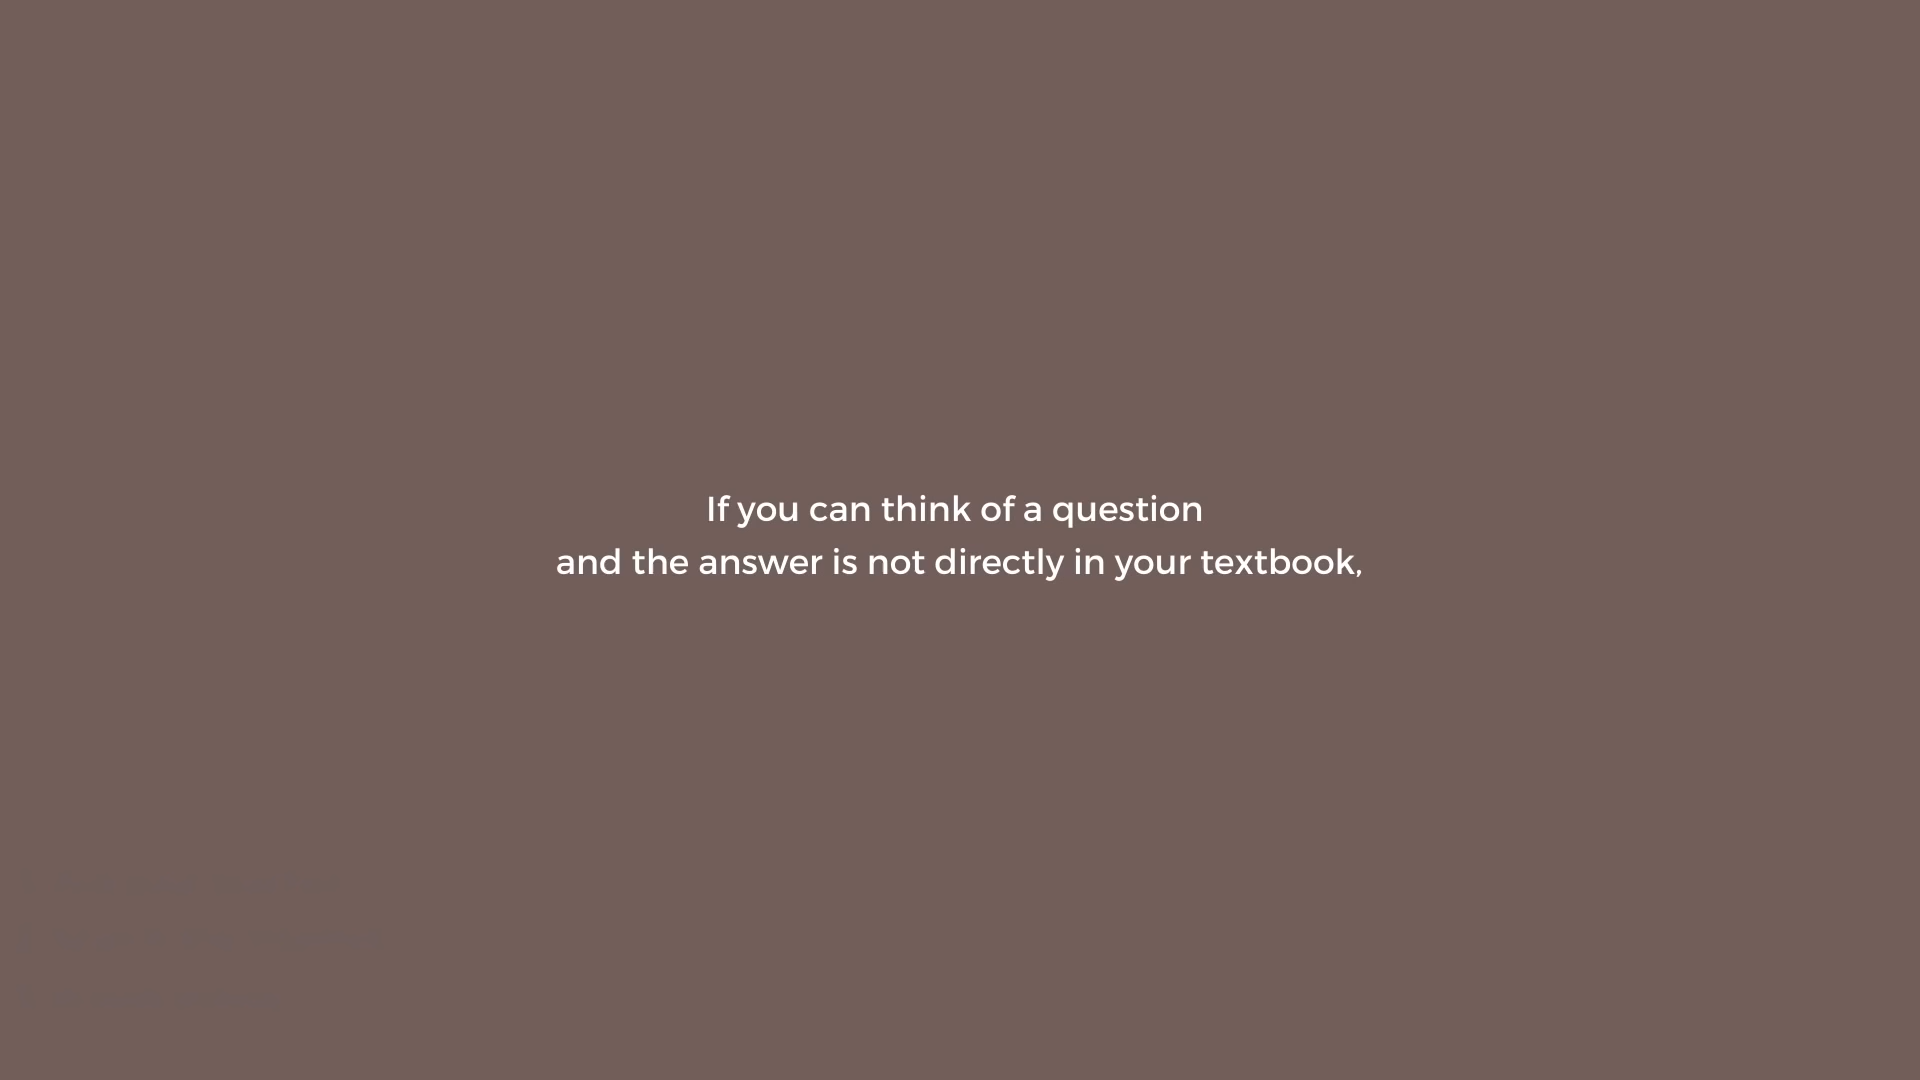 If you can think of a question
and the answer is not directly in your textbook,